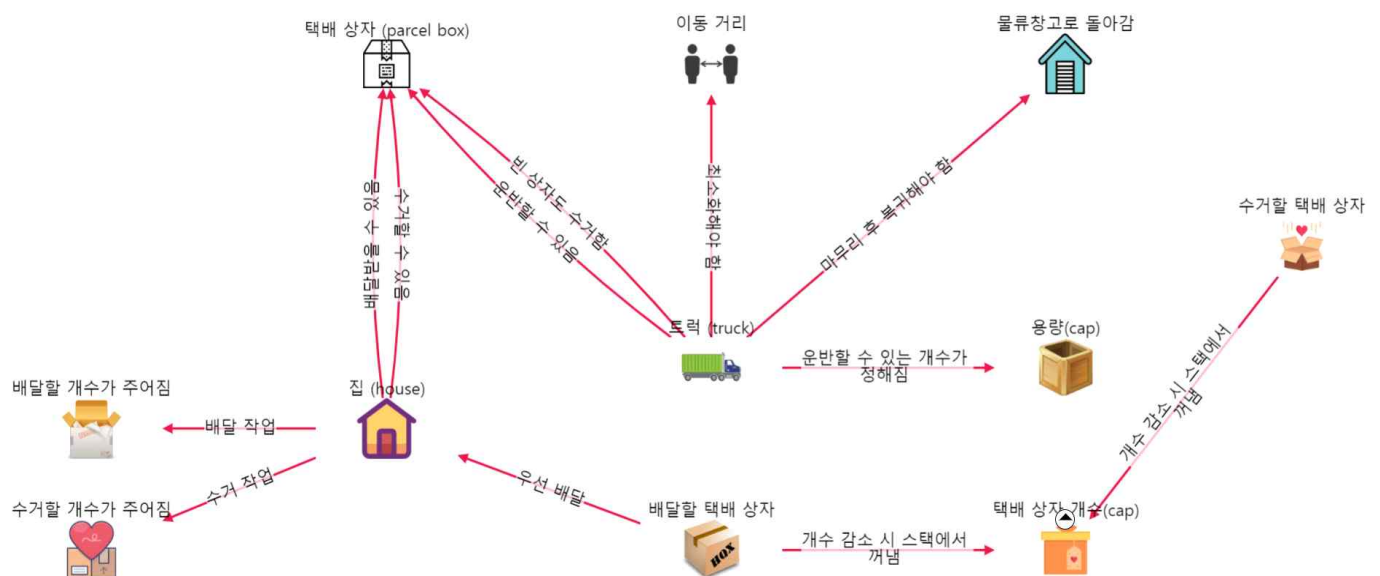 택배 상자 (parcel box)
이동 거리
물류창고로 돌아감
빈 상자도 수거함
운반할 수 있음
최소화해야 함
마무리 후 복귀해야 함
배달받을 수 있음
수거할 수 있음
수거할 택배 상자
트럭 (truck)
용량(cap)
운반할 수 있는 개수가
정해짐
개수 감소 시 스택에서
꺼냄
배달할 개수가 주어짐
집 (house)
배달 작업
수거 작업
수거할 개수가 주어짐
우선 배달
배달할 택배 상자
BOX
개수 감소 시 스택에서
꺼냄
택배 상자 개수(cap)